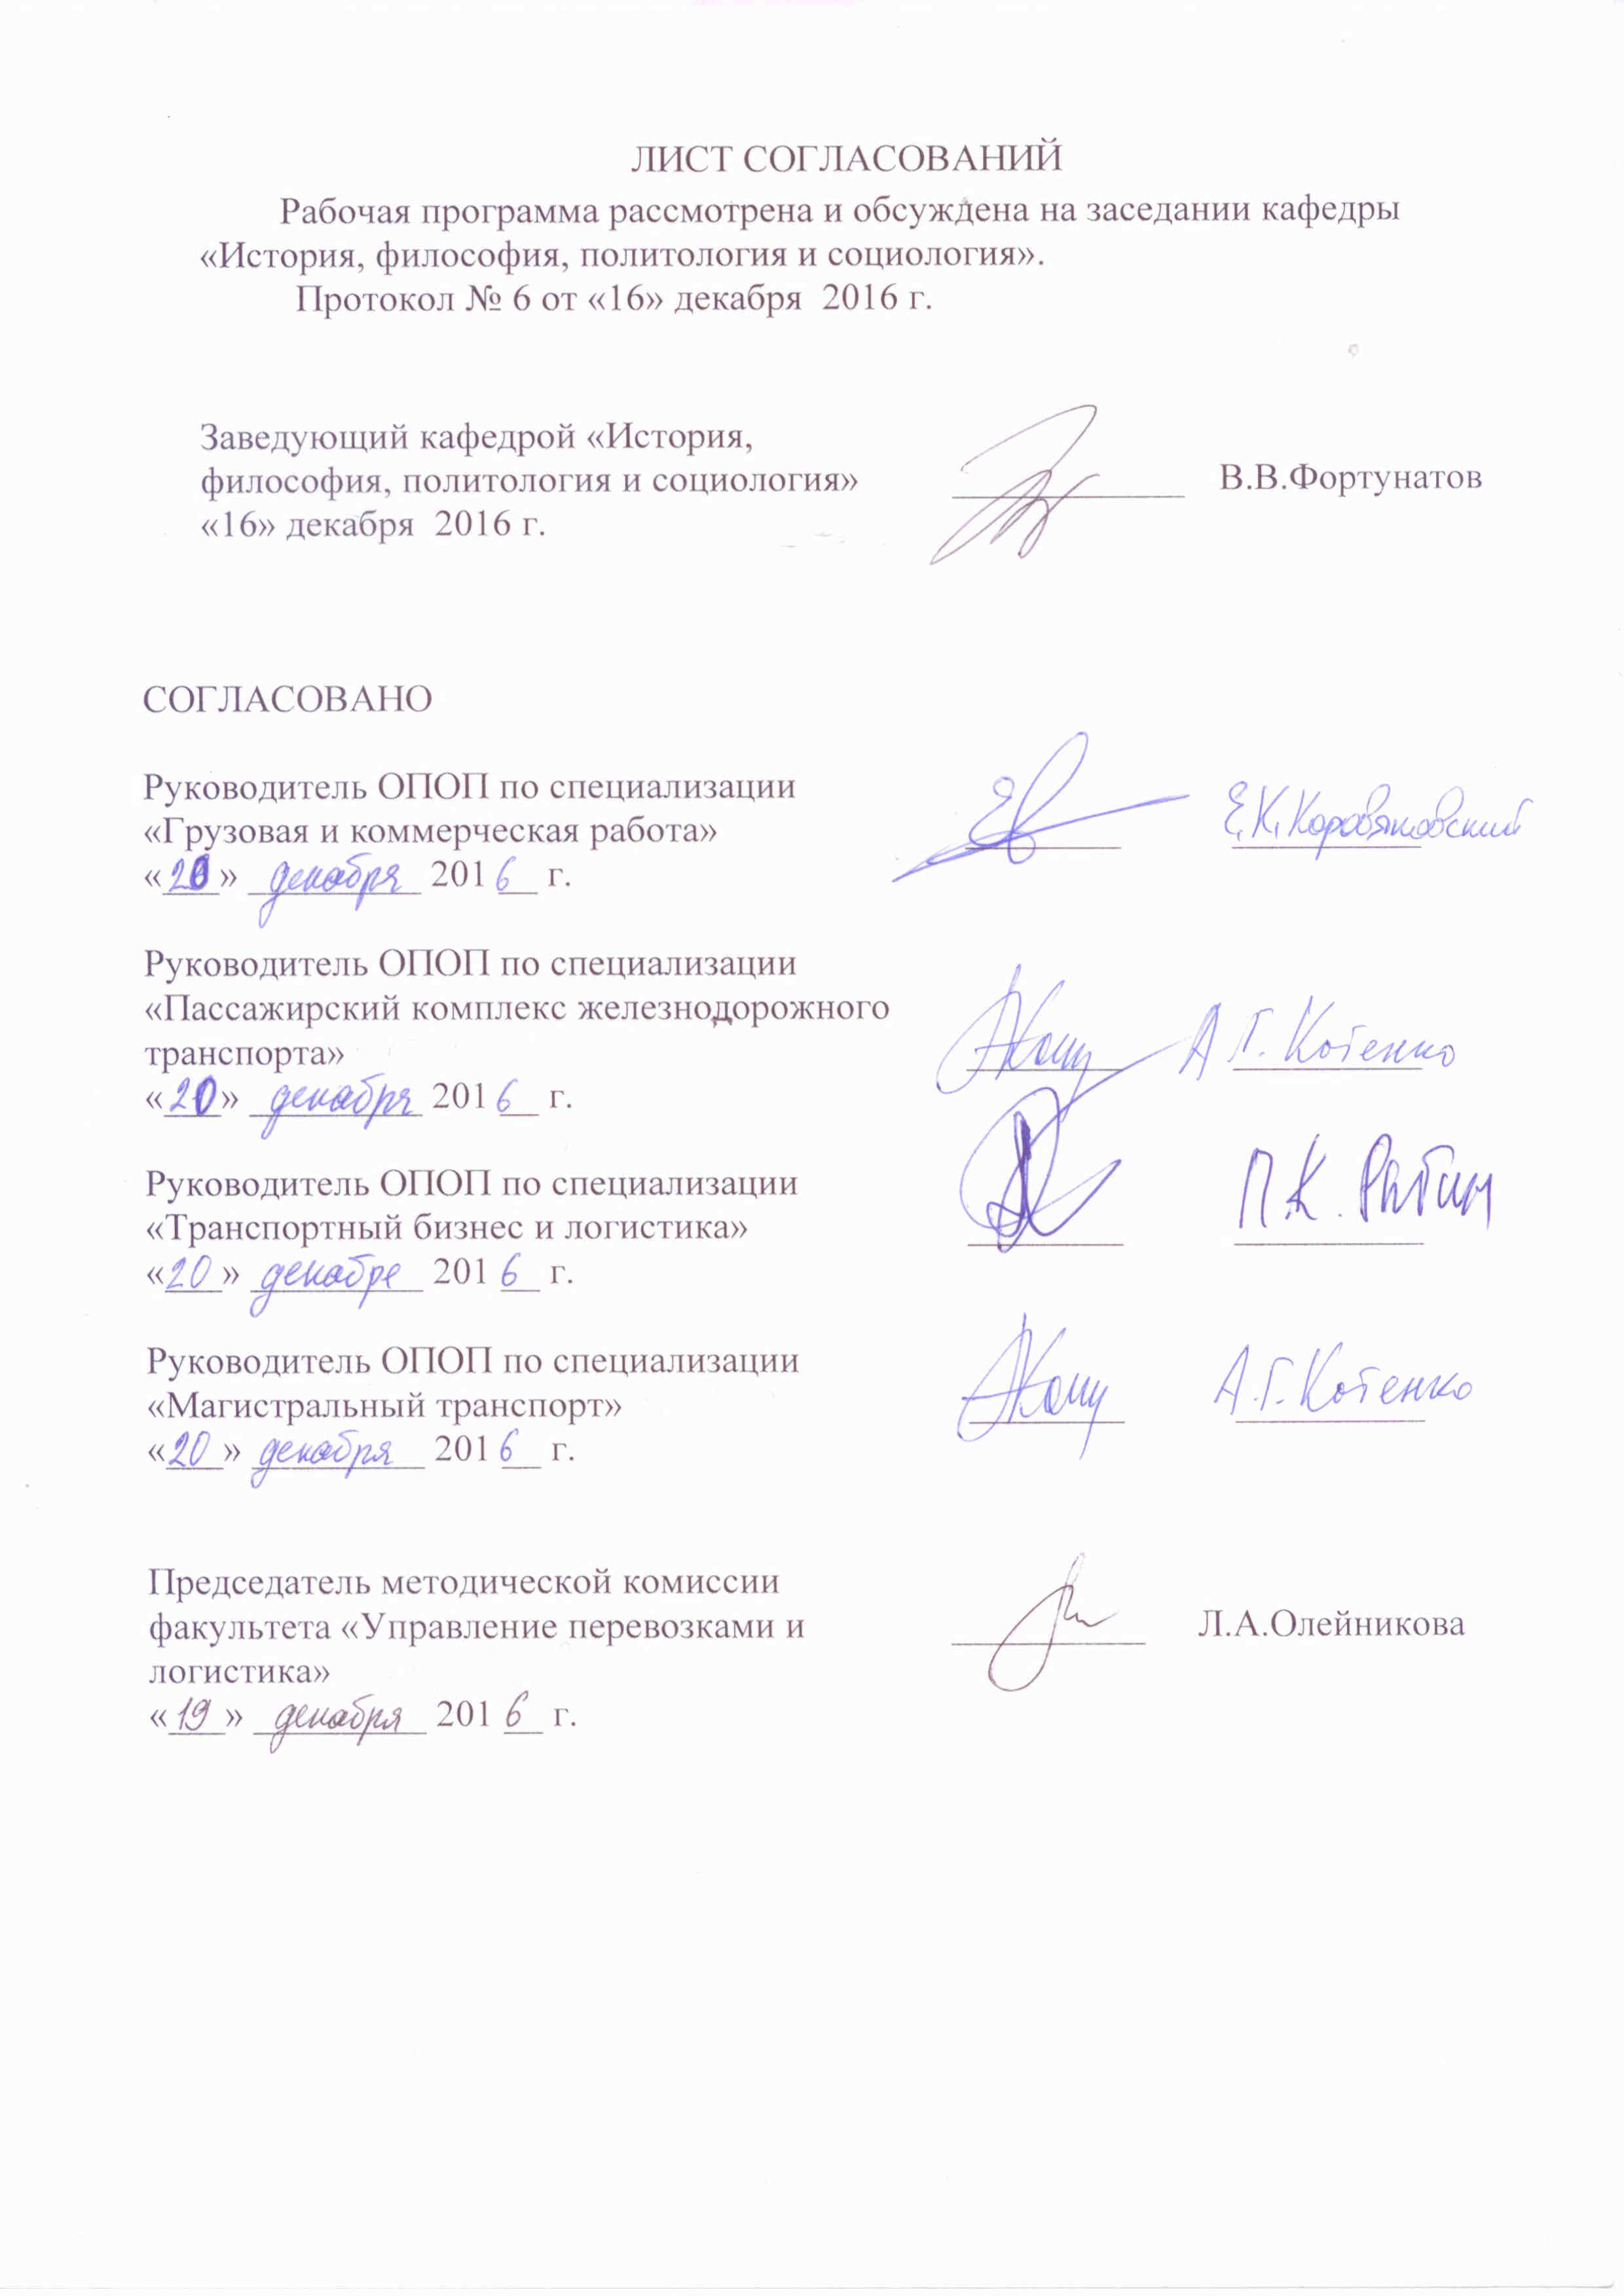 ЛИСТ СОГЛАСОВАНИЙ
Рабочая программа рассмотрена и обсуждена на заседании кафедры
«История, философия, политология и социология».
Протокол № 6 от «16» декабря 2016 г.
Заведующий кафедрой «История,
философия, политология и социология» В.В.Фортунатов
«16» декабря 2016 г.
СОГЛАСОВАНО
Руководитель ОПОП по специализации
«Грузовая и коммерческая работа» Е.К.Коровяковский
«20» декабря 2016 г.
Руководитель ОПОП по специализации
«Пассажирский комплекс железнодорожного
транспорта» А Г. Котенко
«20» декабря 2016 г.
Руководитель ОПОП по специализации
«Транспортный бизнес и логистика» П.К.
«20» декабре 2016 г.
Руководитель ОПОП по специализации
«Магистральный транспорт» А.Г. Котенко
«20» декабря 2016 г.
Председатель методической комиссии
факультета «Управление перевозками и Л.А.Олейникова
логистика»
«19» декабря 2016 г.